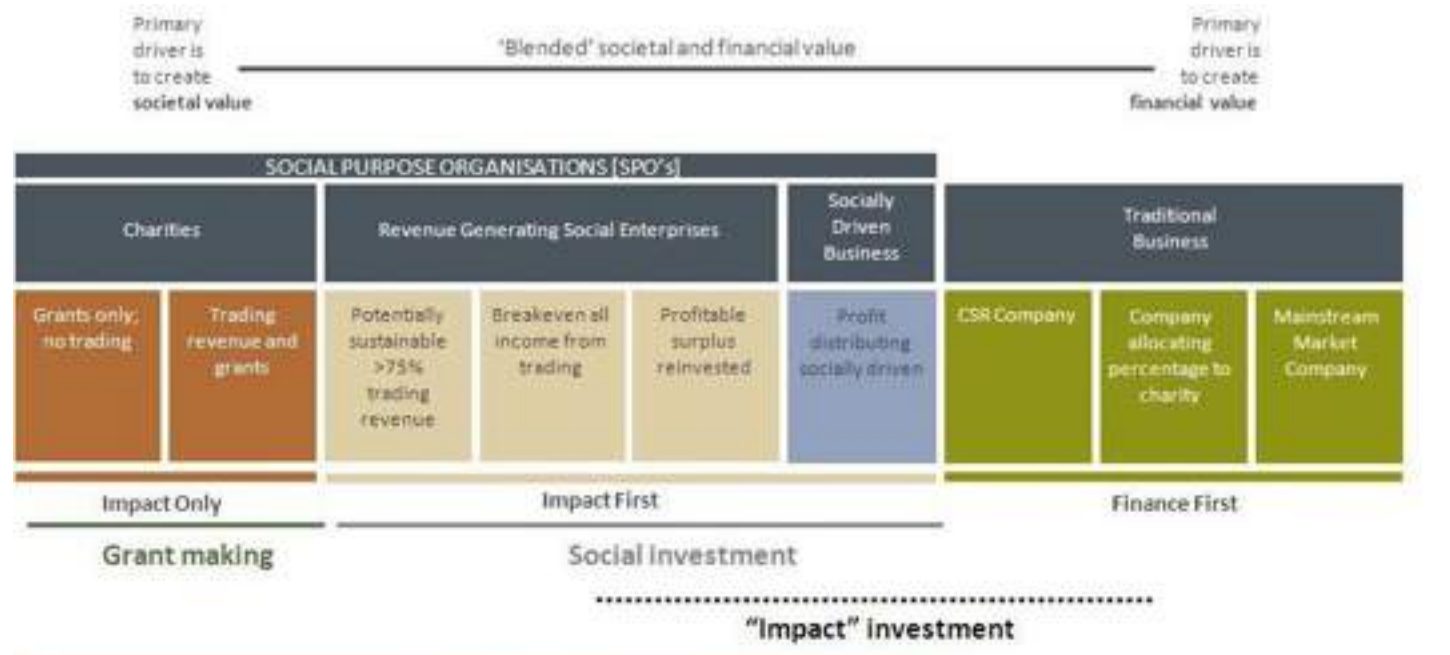 Primary
driver is
to create
societal value
'Blended' societal and financial value
Primary
driver is
to create
financial value
SOCIAL PURPOSE ORGANISATIONS [SPO's]
Charities
Revenue Generating Social Enterprises
Socially
Driven
Business
Traditional
Business
Grants only;
no trading
Trading
revenue and
grants
Potentially
sustainable
>75%
trading
revenue
Breakeven all
income from
trading
Profitable
surplus
reinvested
Profit
distributing
socially driven
CSR Company
Company
allocating
percentage to
charity
Mainstream
Market
Company
Impact Only
Impact First
Finance First
Grant making
Social investment
"Impact" investment